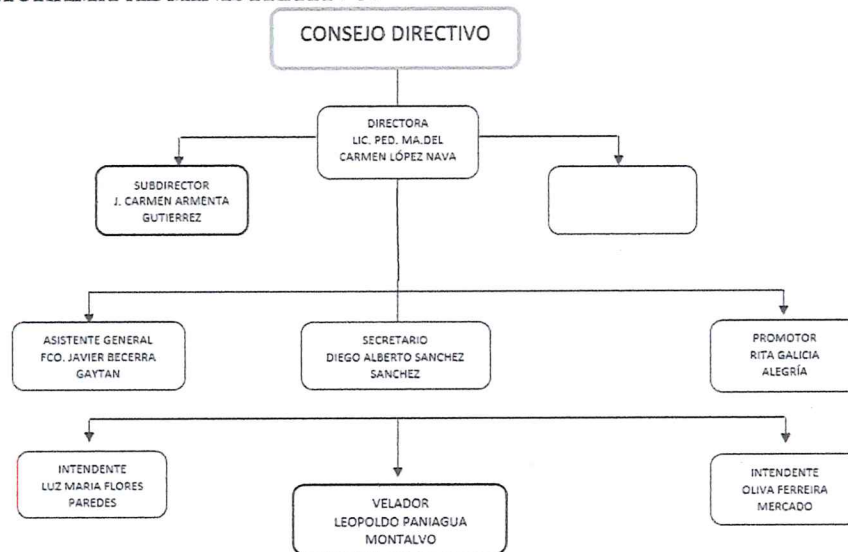 CONSEJO DIRECTIVO
DIRECTORA
LIC. PED. MA.DEL
CARMEN LÓPEZ NAVA
SUBDIRECTOR
J. CARMEN ARMENTA
GUTIERREZ
ASISTENTE GENERAL
FCO. JAVIER BECERRA
GAYTAN
SECRETARIO
DIEGO ALBERTO SANCHEZ
SANCHEZ
PROMOTOR
RITA GALICIA
ALEGRÍA
INTENDENTE
LUZ MARIA FLORES
PAREDES
VELADOR
LEOPOLDO PANIAGUA
MONTALVO
INTENDENTE
OLIVA FERREIRA
MERCADO